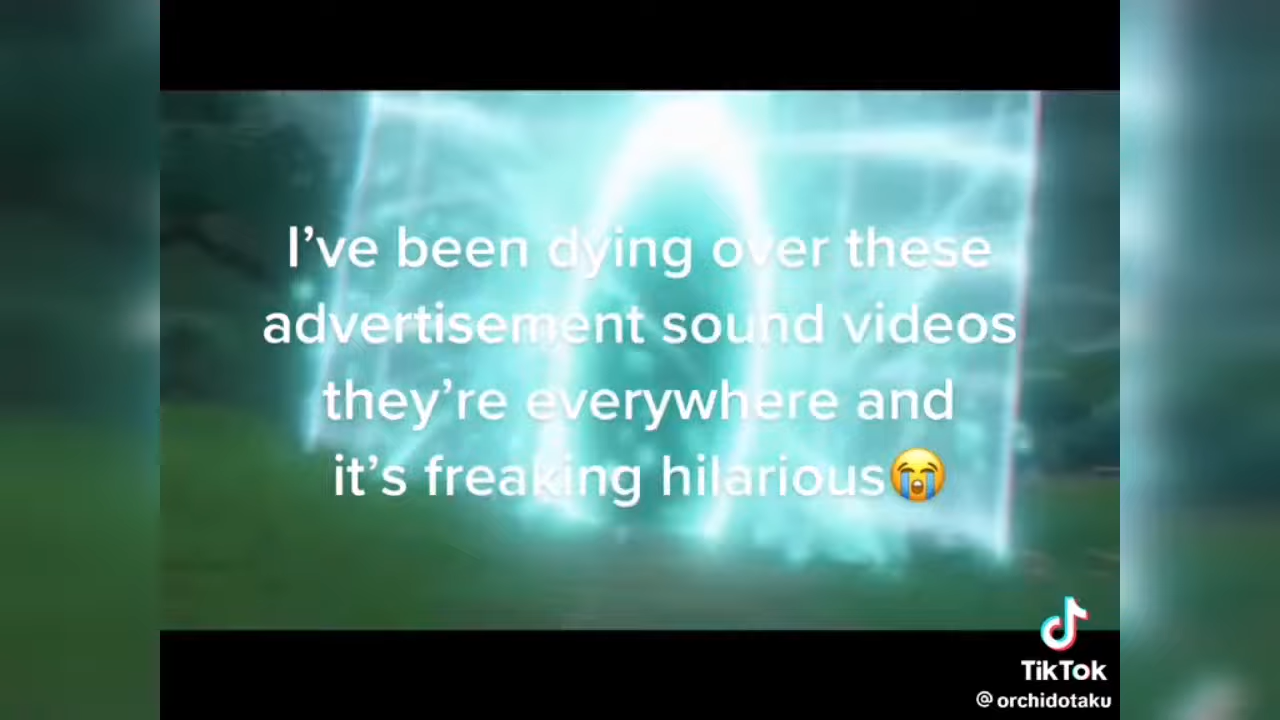 I’ve been dying over these
advertisement sound videos
they’re everywhere and
it’s freaking hilarious😭
TikTok
@orchidotaku